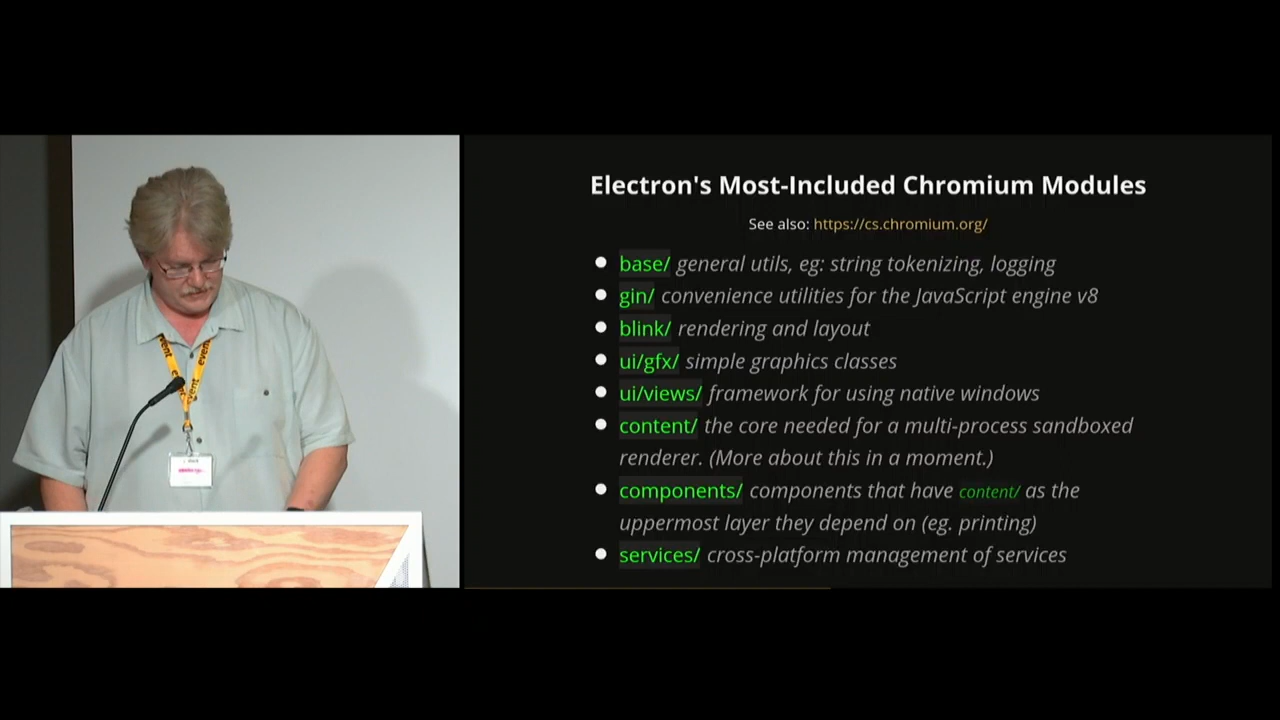 Electron's Most-Included Chromium Modules
See also: https://cs.chromium.org/
base/ general utils, eg: string tokenizing, logging
gin/ convenience utilities for the JavaScript engine v8
blink/ rendering and layout
ui/gfx/ simple graphics classes
ui/views/ framework for using native windows
content/ the core needed for a multi-process sandboxed
renderer. (More about this in a moment.)
components/ components that have content/ as the
uppermost layer they depend on (eg. printing)
services/ cross-platform management of services
event
event